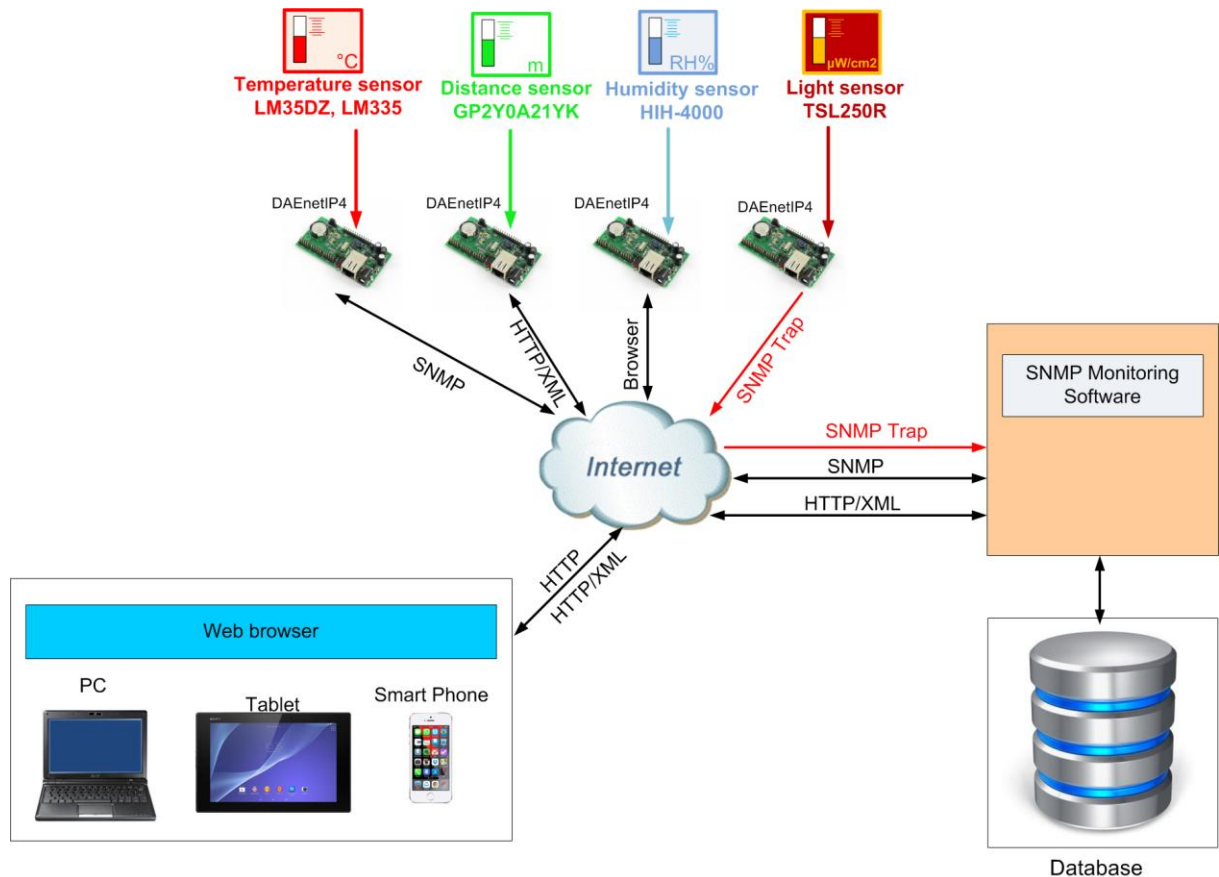 °C
m
RH%
µW/cm2
Temperature sensor
LM35DZ, LM335
Distance sensor
GP2Y0A21YK
Humidity sensor
HIH-4000
Light sensor
TSL250R
DAEnetIP4
DAEnetIP4
DAEnetIP4
DAEnetIP4
SNMP
HTTP/XML
Browser
SNMP Trap
SNMP Monitoring
Software
Internet
SNMP Trap
SNMP
HTTP/XML
HTTP
HTTP/XML
Web browser
PC
Tablet
Smart Phone
Database